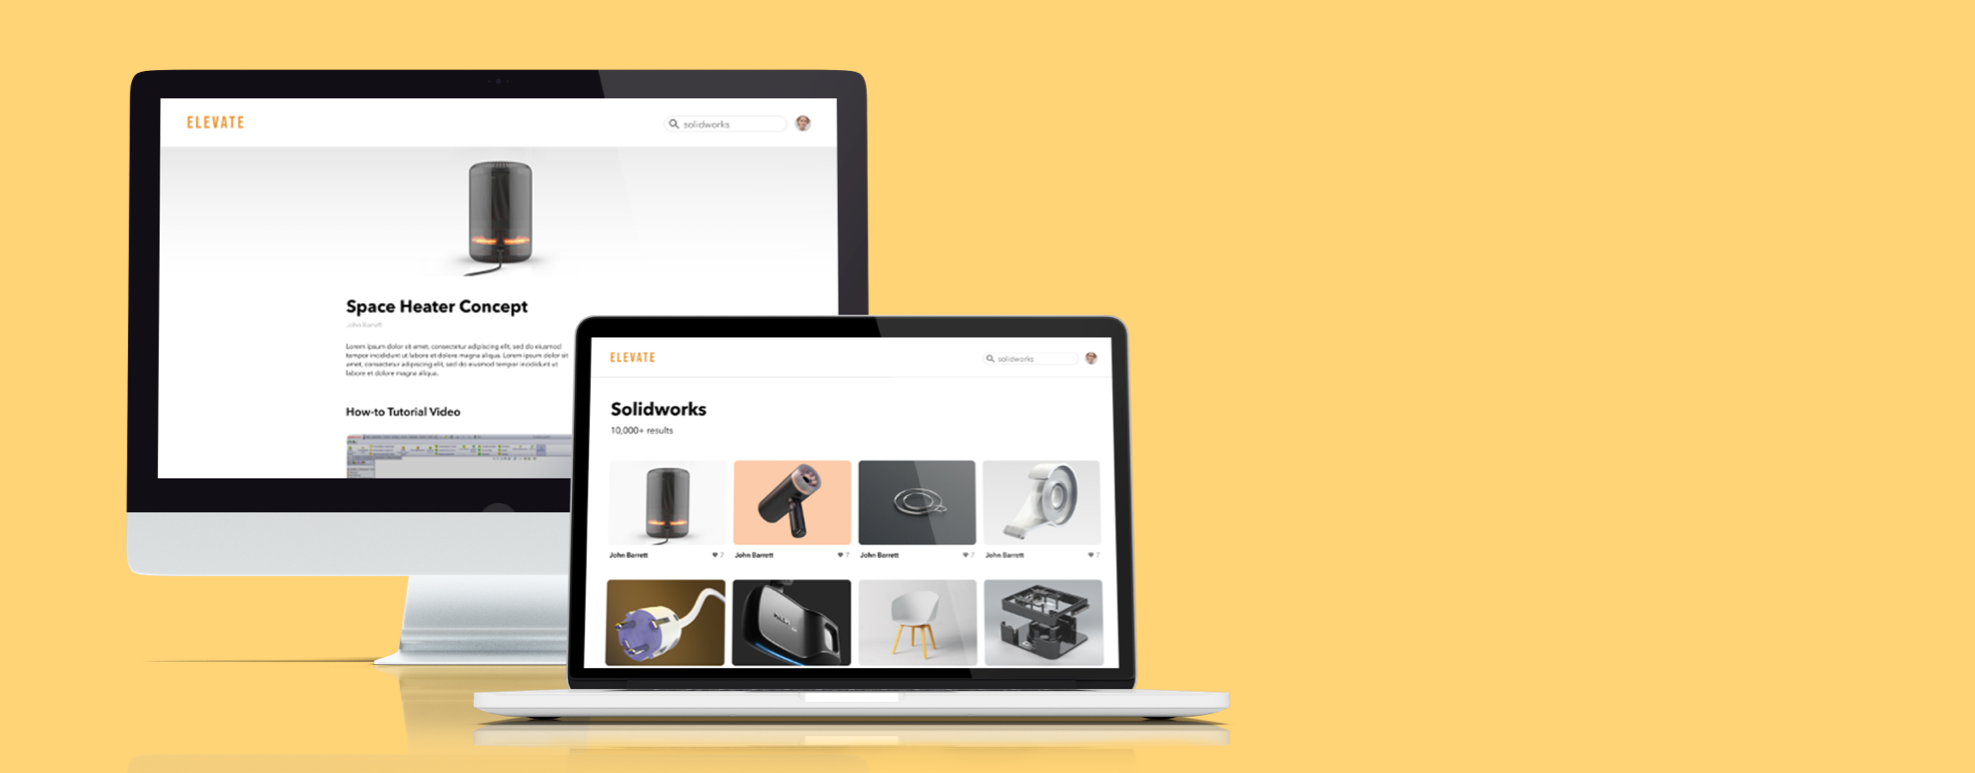 ELEVATE
solidworks
Space Heater Concept
John Barrett
Lorem ipsum dolor sit amet, consectetur adipiscing elit, sed do eiusmod
tempor incididunt ut labore et dolore magna aliqua. Lorem ipsum dolor sit
amet, consectetur adipiscing elit, sed do eiusmod tempor incididunt ut
labore et dolore magna aliqua.
How-to Tutorial Video
ELEVATE
solidworks
Solidworks
10,000+ results
John Barrett 7
John Barrett 7
John Barrett 7
John Barrett 7